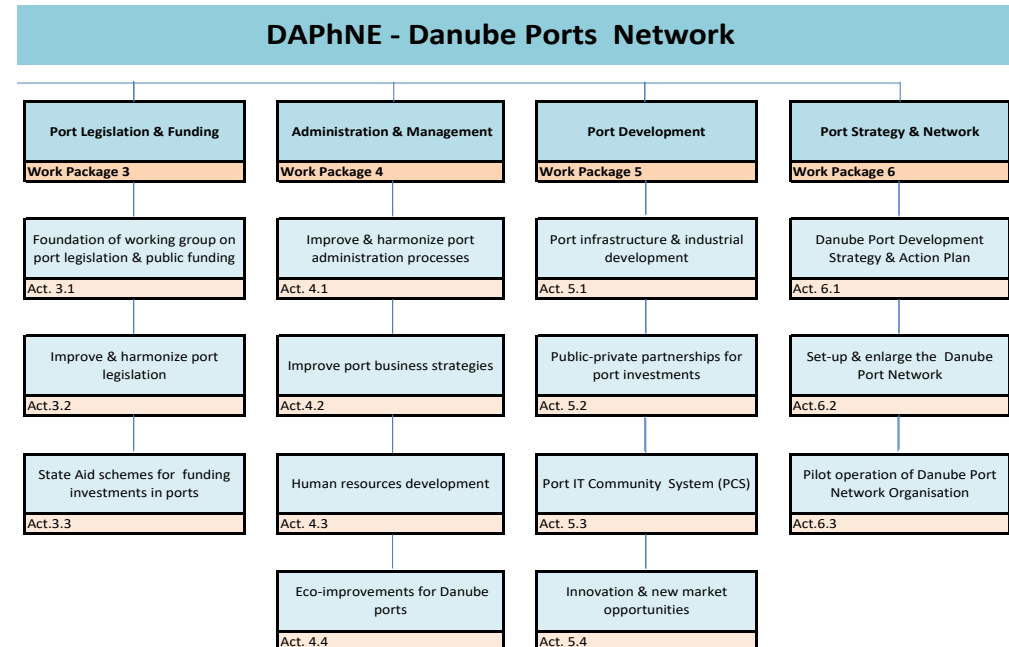 DAPhNE - Danube Ports Network
Port Legislation & Funding
Work Package 3
Foundation of working group on
port legislation & public funding
Act. 3.1
Improve & harmonize port
legislation
Act.3.2
State Aid schemes for funding
investments in ports
Act.3.3
Administration & Management
Work Package 4
Improve & harmonize port
administration processes
Act. 4.1
Improve port business strategies
Act.4.2
Human resources development
Act. 4.3
Eco-improvements for Danube
ports
Act. 4.4
Port Development
Work Package 5
Port infrastructure & industrial
development
Act. 5.1
Public-private partnerships for
port investments
Act. 5.2
Port IT Community System (PCS)
Act. 5.3
Innovation & new market
opportunities
Act. 5.4
Port Strategy & Network
Work Package 6
Danube Port Development
Strategy & Action Plan
Act. 6.1
Set-up & enlarge the Danube
Port Network
Act.6.2
Pilot operation of Danube Port
Network Organisation
Act.6.3